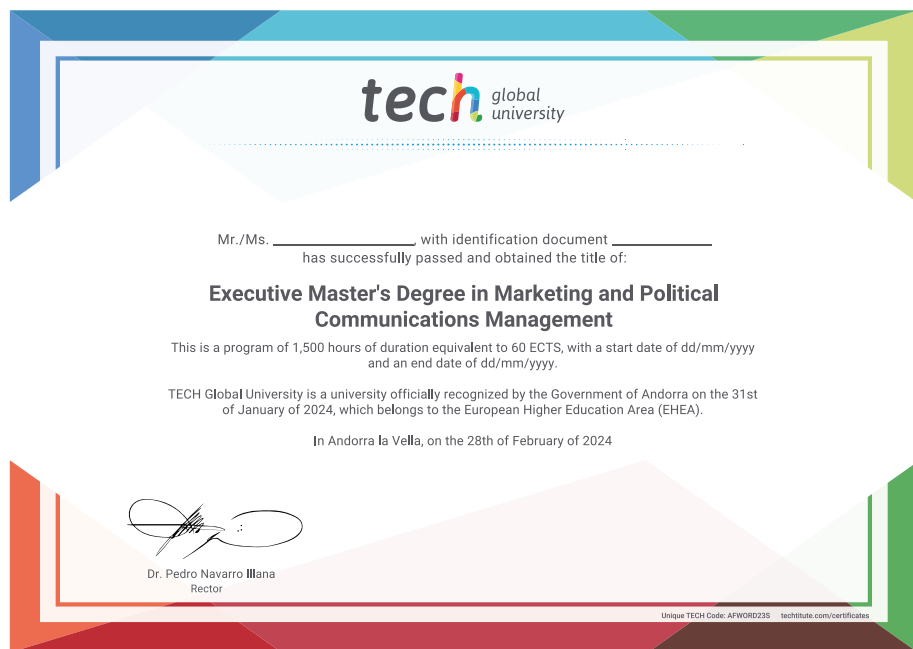 tech global university
Mr./Ms. ____________, with identification document ____________
has successfully passed and obtained the title of:
Executive Master's Degree in Marketing and Political
Communications Management
This is a program of 1,500 hours of duration equivalent to 60 ECTS, with a start date of dd/mm/yyyy
and an end date of dd/mm/yyyy.
TECH Global University is a university officially recognized by the Government of Andorra on the 31st
of January of 2024, which belongs to the European Higher Education Area (EHEA).
In Andorra la Vella, on the 28th of February of 2024
Dr. Pedro Navarro Illana
Rector
Unique TECH Code: AFWORD23S techtitute.com/certificates